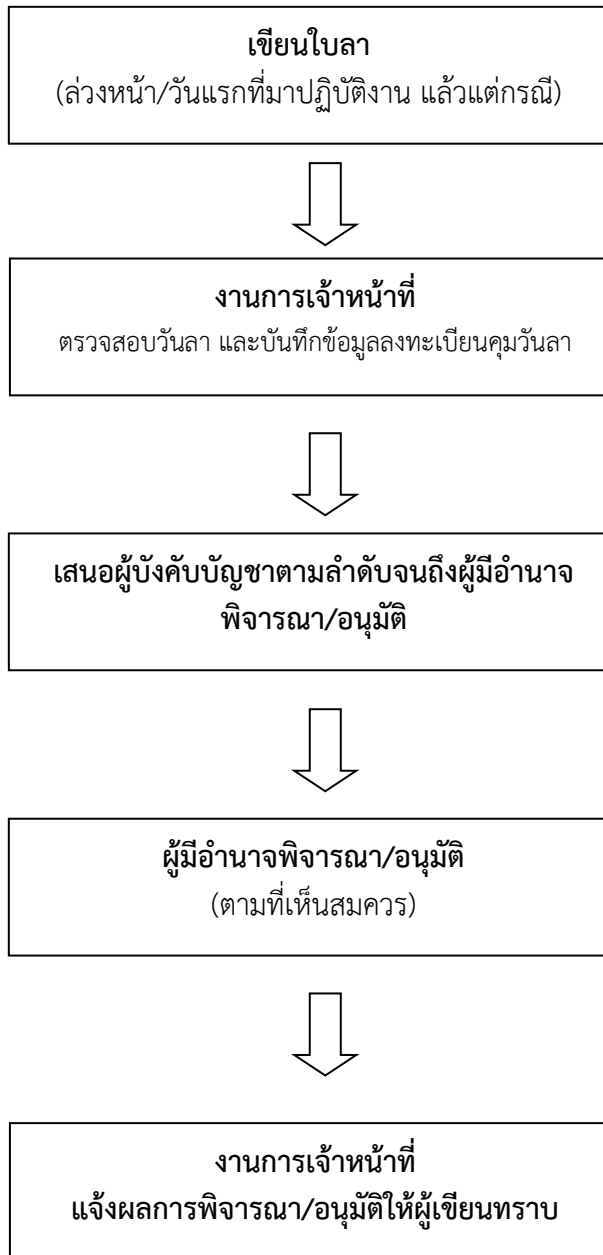 เขียนใบลา
(ล่วงหน้า/วันแรกที่มาปฏิบัติงาน แล้วแต่กรณี)
งานการเจ้าหน้าที่
ตรวจสอบวันลา และบันทึกข้อมูลลงทะเบียนคุมวันลา
เสนอผู้บังคับบัญชาตามลำดับจนถึงผู้มีอำนาจ
พิจารณา/อนุมัติ
ผู้มีอำนาจพิจารณา/อนุมัติ
(ตามที่เห็นสมควร)
งานการเจ้าหน้าที่
แจ้งผลการพิจารณา/อนุมัติให้ผู้เขียนทราบ